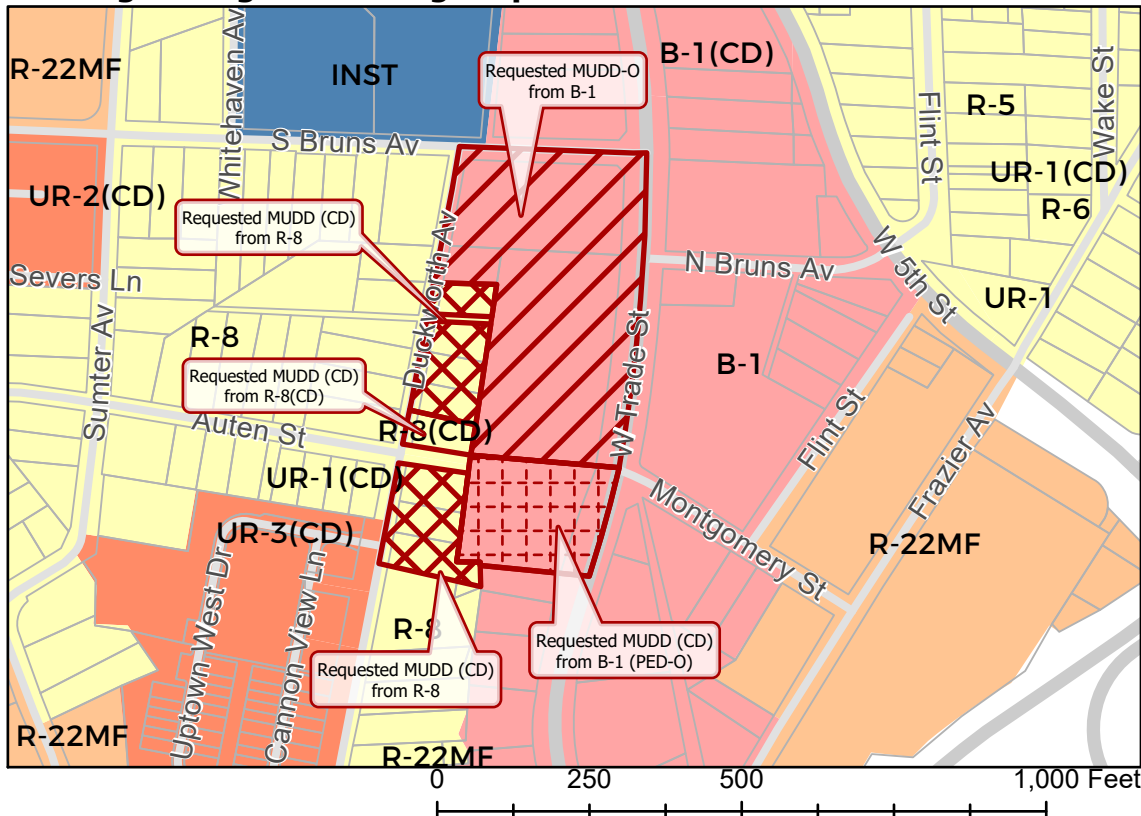 R-22MF
Whitehaven Av
INST
Requested MUDD-O
from B-1
B-1(CD)
Flint St
R-5
Wake St
S Bruns Av
UR-1(CD)
R-6
UR-2(CD)
Requested MUDD (CD)
from R-8
Duckworth Av
N Bruns Av
W 5th St
Severs Ln
UR-1
R-8
W Trade St
B-1
Sumter Av
Requested MUDD (CD)
from R-8(CD)
Auten St
R-8(CD)
Flint St
Frazier Av
UR-1(CD)
Montgomery St
UR-3(CD)
R-22MF
Uptown West Dr
Cannon View Ln
R-8
Requested MUDD (CD)
from B-1 (PED-O)
Requested MUDD (CD)
from R-8
R-22MF
R-22MF
0 250 500 1,000 Feet